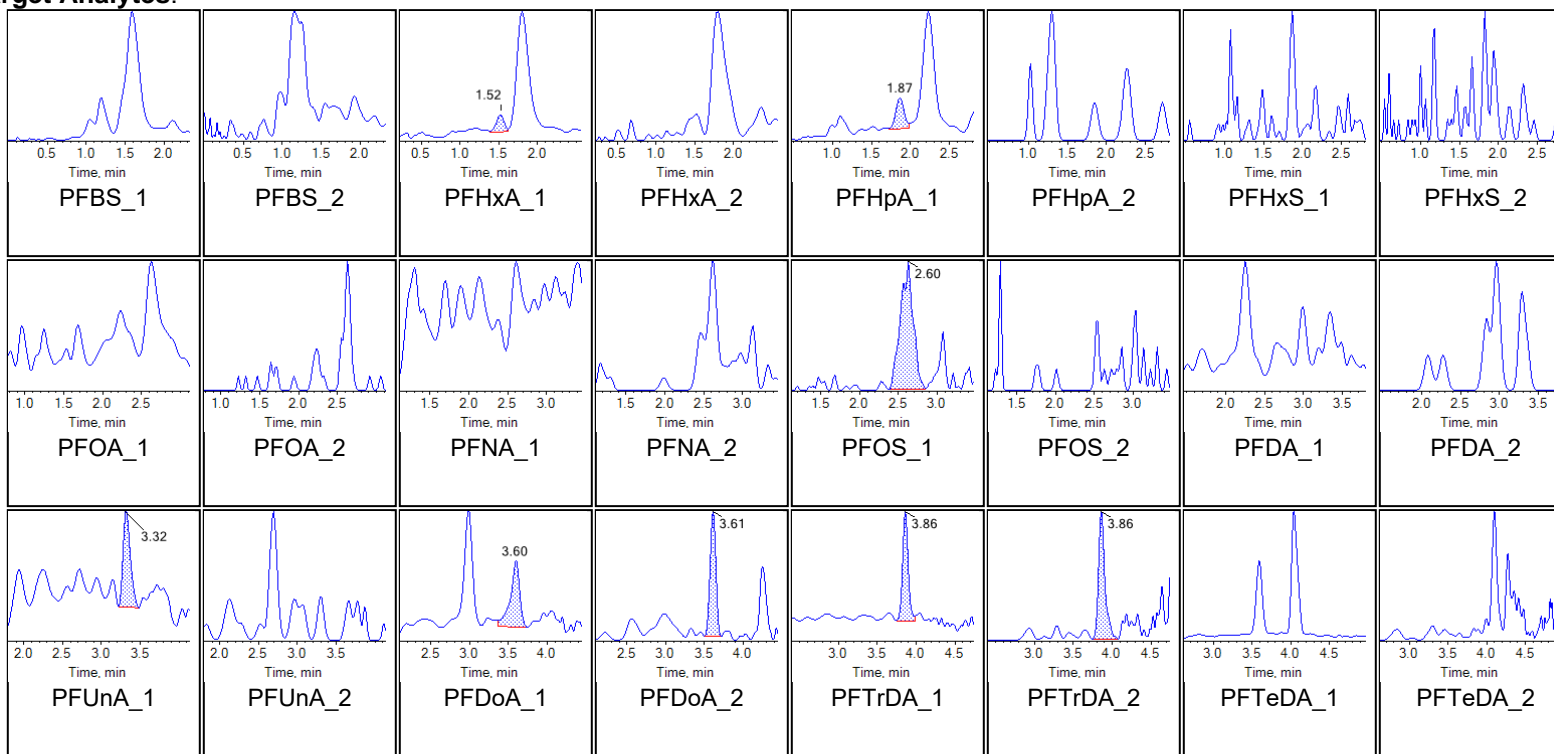 rget Analytes:
1.52
1.87
0.5 1.0 1.5 2.0
0.5 1.0 1.5 2.0
0.5 1.0 1.5 2.0
0.5 1.0 1.5 2.0
1.0 1.5 2.0 2.5
1.0 1.5 2.0 2.5
1.0 1.5 2.0 2.5
1.0 1.5 2.0 2.5
Time, min Time, min Time, min Time, min Time, min Time, min Time, min Time, min
PFBS_1 PFBS_2 PFHxA_1 PFHxA_2 PFHpA_1 PFHpA_2 PFHxS_1 PFHxS_2
2.60
1.0 1.5 2.0 2.5
1.0 1.5 2.0 2.5
1.5 2.0 2.5 3.0
1.5 2.0 2.5 3.0
1.5 2.0 2.5 3.0
1.5 2.0 2.5 3.0
2.0 2.5 3.0 3.5
2.0 2.5 3.0 3.5
Time, min Time, min Time, min Time, min Time, min Time, min Time, min Time, min
PFOA_1 PFOA_2 PFNA_1 PFNA_2 PFOS_1 PFOS_2 PFDA_1 PFDA_2
3.32
3.60
3.61
3.86
3.86
2.0 2.5 3.0 3.5 4.0
2.0 2.5 3.0 3.5 4.0
2.5 3.0 3.5 4.0
2.5 3.0 3.5 4.0
3.0 3.5 4.0 4.5
3.0 3.5 4.0 4.5
3.0 3.5 4.0 4.5
3.0 3.5 4.0 4.5
Time, min Time, min Time, min Time, min Time, min Time, min Time, min Time, min
PFUnA_1 PFUnA_2 PFDoA_1 PFDoA_2 PFTrDA_1 PFTrDA_2 PFTeDA_1 PFTeDA_2